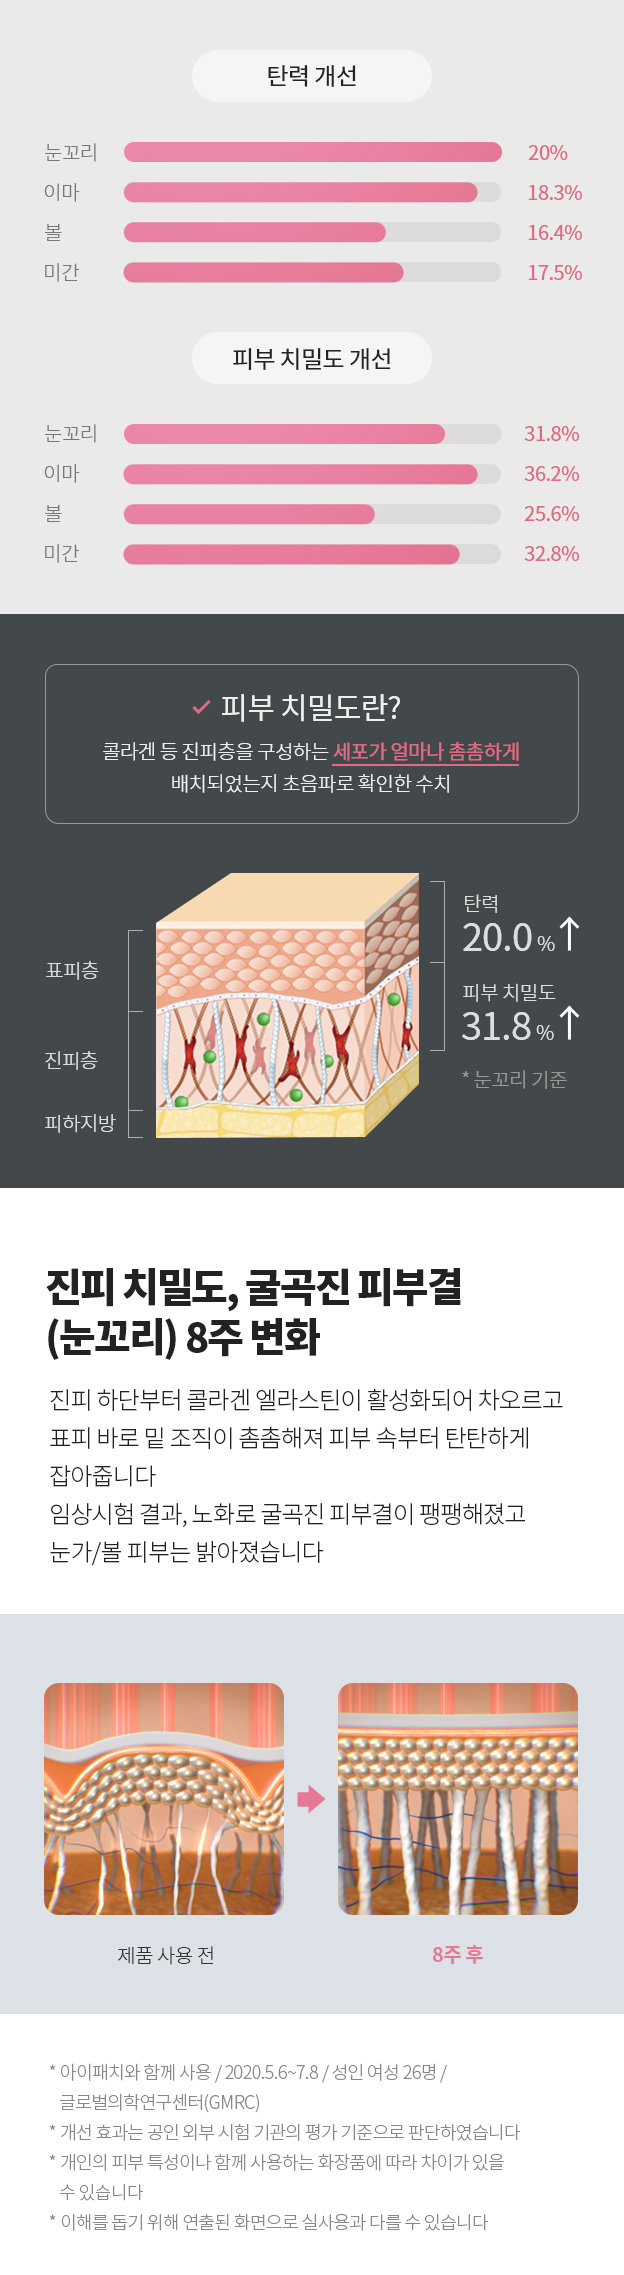 탄력 개선
눈꼬리 20%
이마 18.3%
볼 16.4%
미간 17.5%
피부 치밀도 개선
눈꼬리 31.8%
이마 36.2%
볼 25.6%
미간 32.8%
피부 치밀도란?
콜라겐 등 진피층을 구성하는 세포가 얼마나 촘촘하게
배치되었는지 초음파로 확인한 수치
표피층
진피층
피하지방
탄력
20.0 % ↑
피부 치밀도
31.8 % ↑
* 눈꼬리 기준
진피 치밀도, 굴곡진 피부결
(눈꼬리) 8주 변화
진피 하단부터 콜라겐 엘라스틴이 활성화되어 차오르고
표피 바로 밑 조직이 촘촘해져 피부 속부터 탄탄하게
잡아줍니다
임상시험 결과, 노화로 굴곡진 피부결이 팽팽해졌고
눈가/볼 피부는 밝아졌습니다
제품 사용 전
8주 후
* 아이패치와 함께 사용 / 2020.5.6~7.8 / 성인 여성 26명 /
글로벌의학연구센터(GMRC)
* 개선 효과는 공인 외부 시험 기관의 평가 기준으로 판단하였습니다
* 개인의 피부 특성이나 함께 사용하는 화장품에 따라 차이가 있을
수 있습니다
* 이해를 돕기 위해 연출된 화면으로 실사용과 다를 수 있습니다